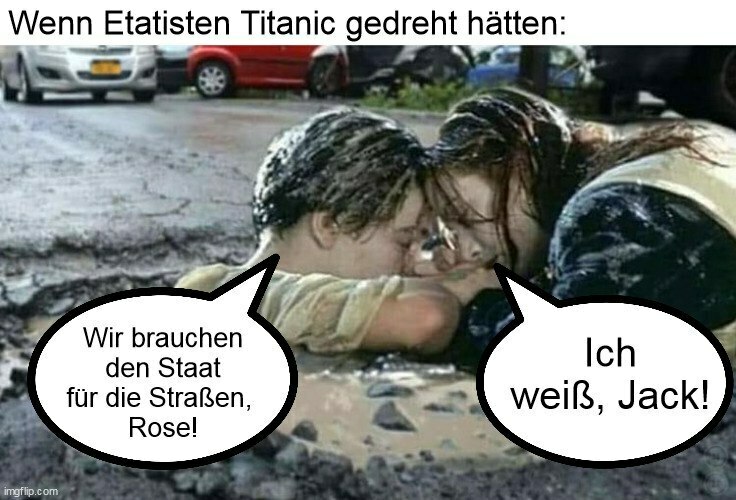 Wenn Etatisten Titanic gedreht hätten:
Wir brauchen
den Staat
für die Straßen,
Rose!
Ich
weiß, Jack!
imgflip.com